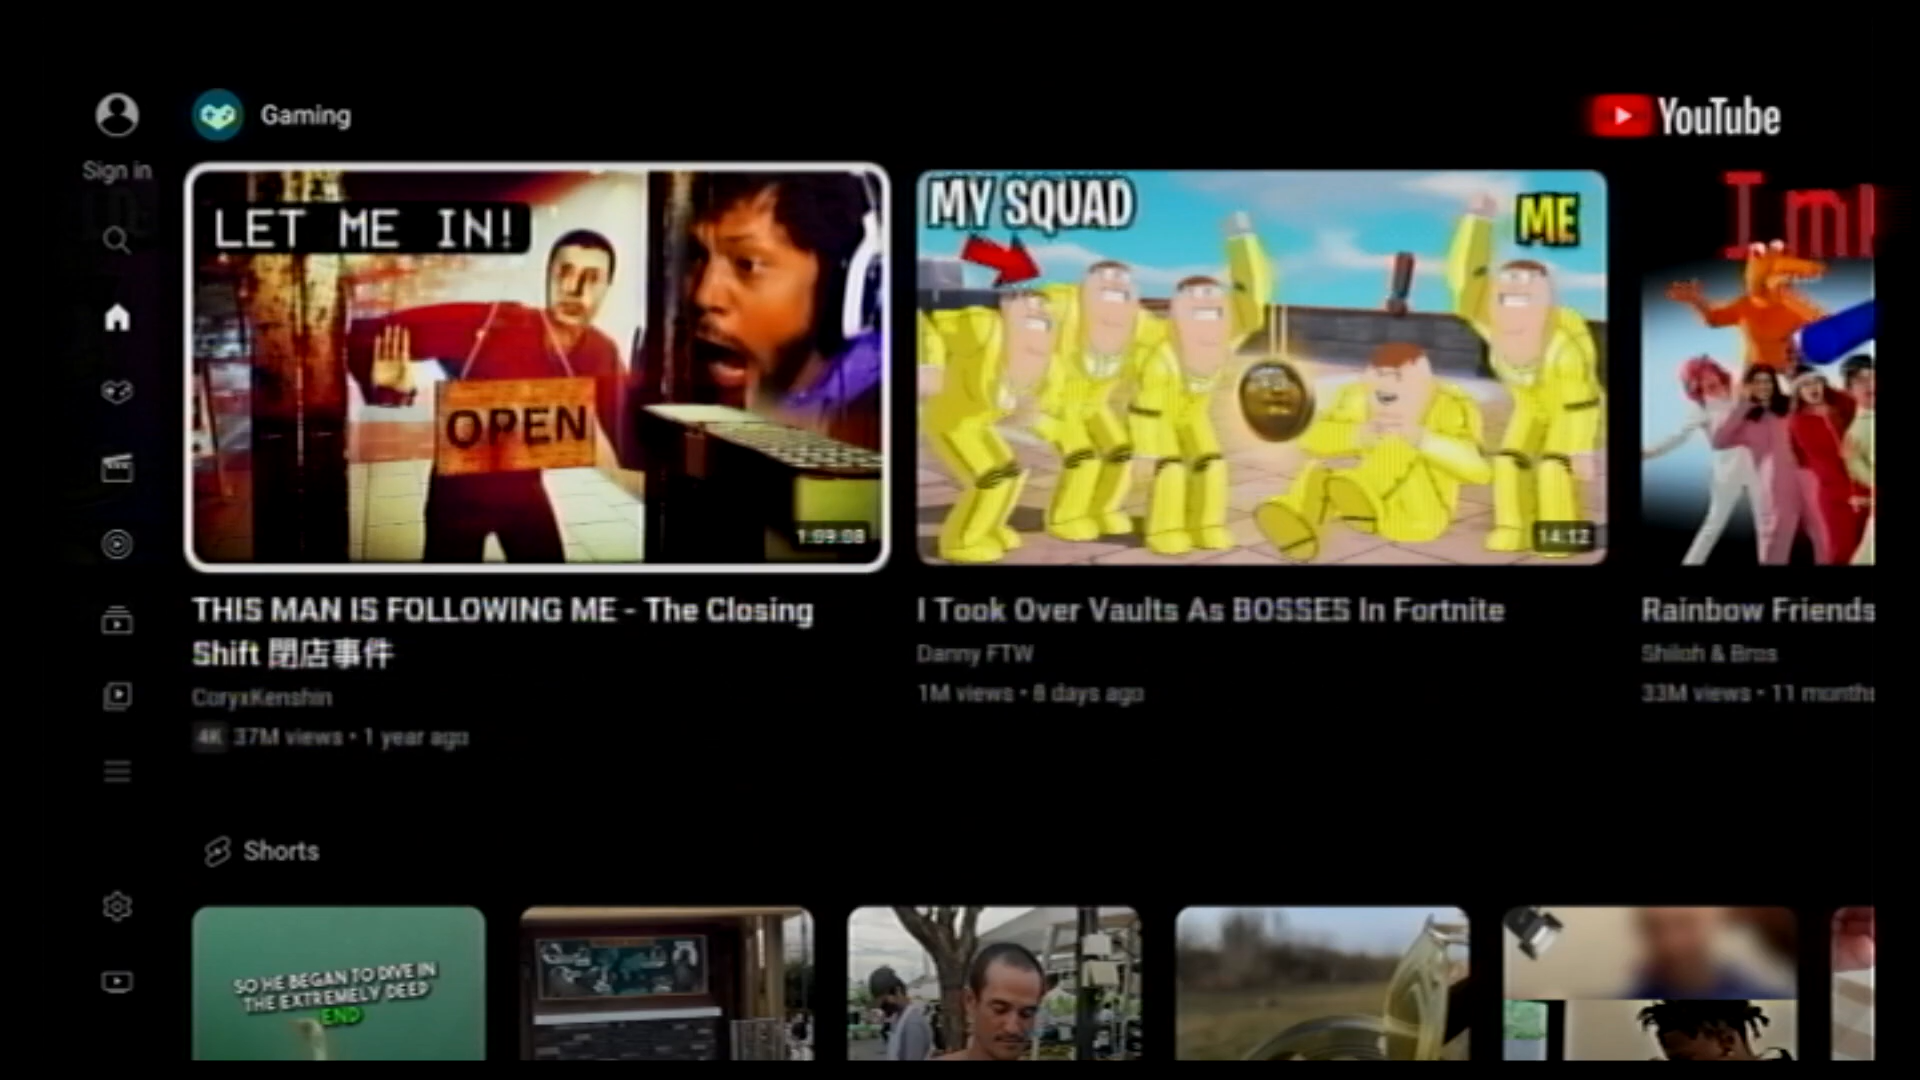 Gaming
YouTube
Sign in
LET ME IN!
OPEN
1:09:08
MY SQUAD
ME
14:12
THIS MAN IS FOLLOWING ME - The Closing
Shift 閉店事件
CoryxKenshin
4K 37M views • 1 year ago
I Took Over Vaults As BOSSES In Fortnite
Danny FTW
1M views • 8 days ago
Rainbow Friends
Shiloh & Bros
33M views • 11 months
Shorts
SO HE BEGAN TO DIVE IN
THE EXTREMELY DEEP
END